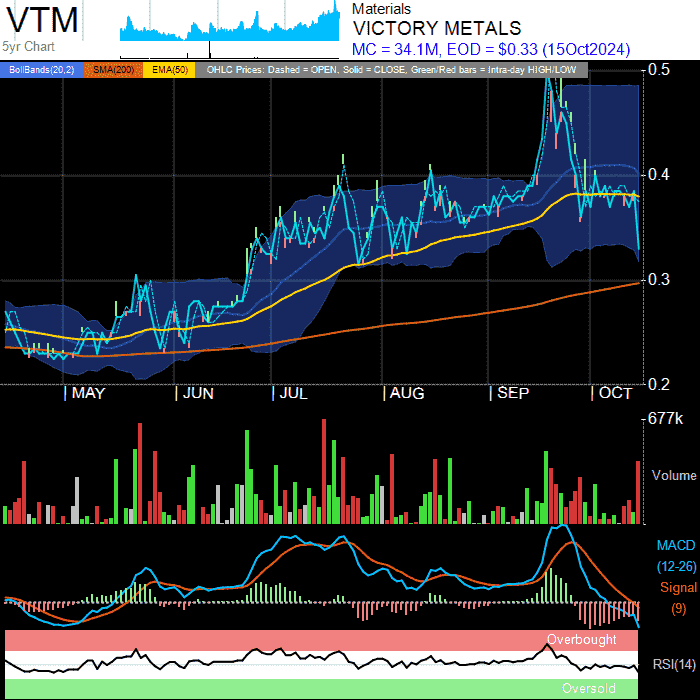 VTM
5yr Chart
Materials
VICTORY METALS
MC = 34.1M, EOD = $0.33 (15Oct2024)
BollBands(20,2) SMA(200) EMA(50) OHLC Prices: Dashed = OPEN, Solid = CLOSE, Green/Red bars = Intra-day HIGH/LOW
0.5
0.4
0.3
0.2
MAY JUN JUL AUG SEP OCT
677k
Volume
MACD
(12-26)
Signal
(9)
Overbought
RSI(14)
Oversold